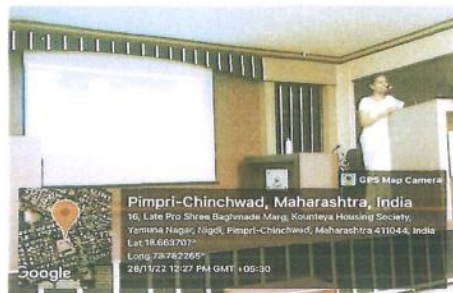 GPS Map Camera
Pimpri-Chinchwad, Maharashtra, India
16, Late Pro Shree Baghmade Marg, Kounteya Housing Society,
Yamuna Nagar, Nigdi, Pimpri-Chinchwad, Maharashtra 411044, India
Lat 18.663707°
Long 73.782265°
28/11/22 12:27 PM GMT +05:30
Google